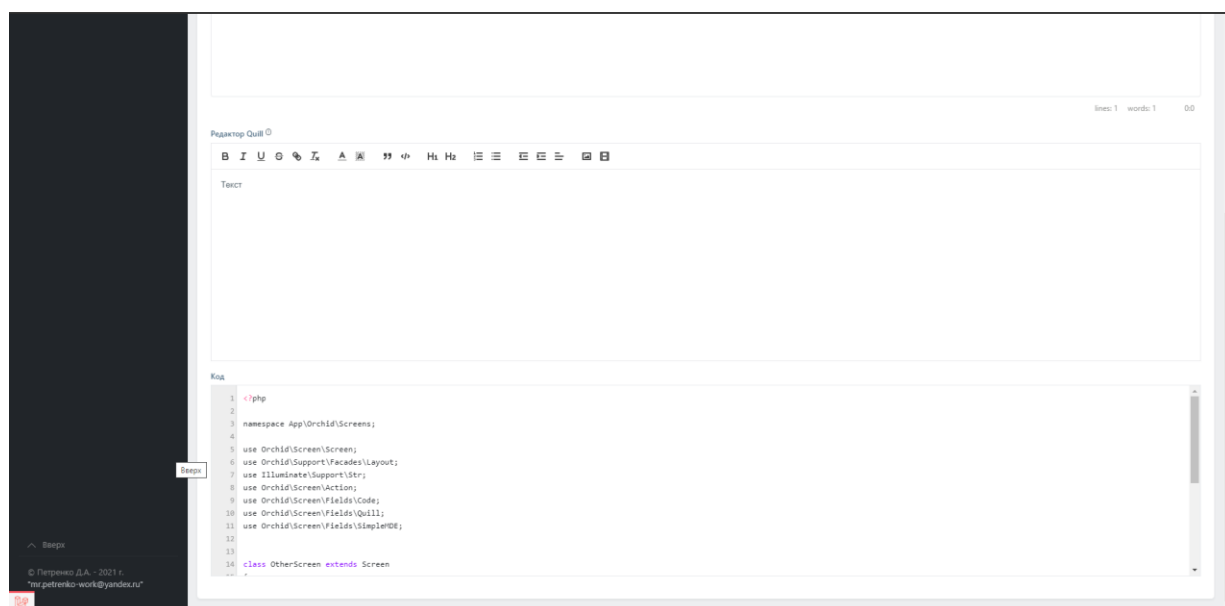 lines: 1 words: 1 0:0
Редактор Quill
B I U S Tx A A H1 H2
Текст
Код
1 <?php
2
3 namespace App\Orchid\Screens;
4
5 use Orchid\Screen\Screen;
6 use Orchid\Support\Facades\Layout;
7 use Illuminate\Support\Str;
8 use Orchid\Screen\Action;
9 use Orchid\Screen\Fields\Code;
10 use Orchid\Screen\Fields\Quill;
11 use Orchid\Screen\Fields\SimpleMDE;
12
13
14 class OtherScreen extends Screen
Вверх
Вверх
© Петренко Д.А. - 2021 г.
"mr.petrenko-work@yandex.ru"